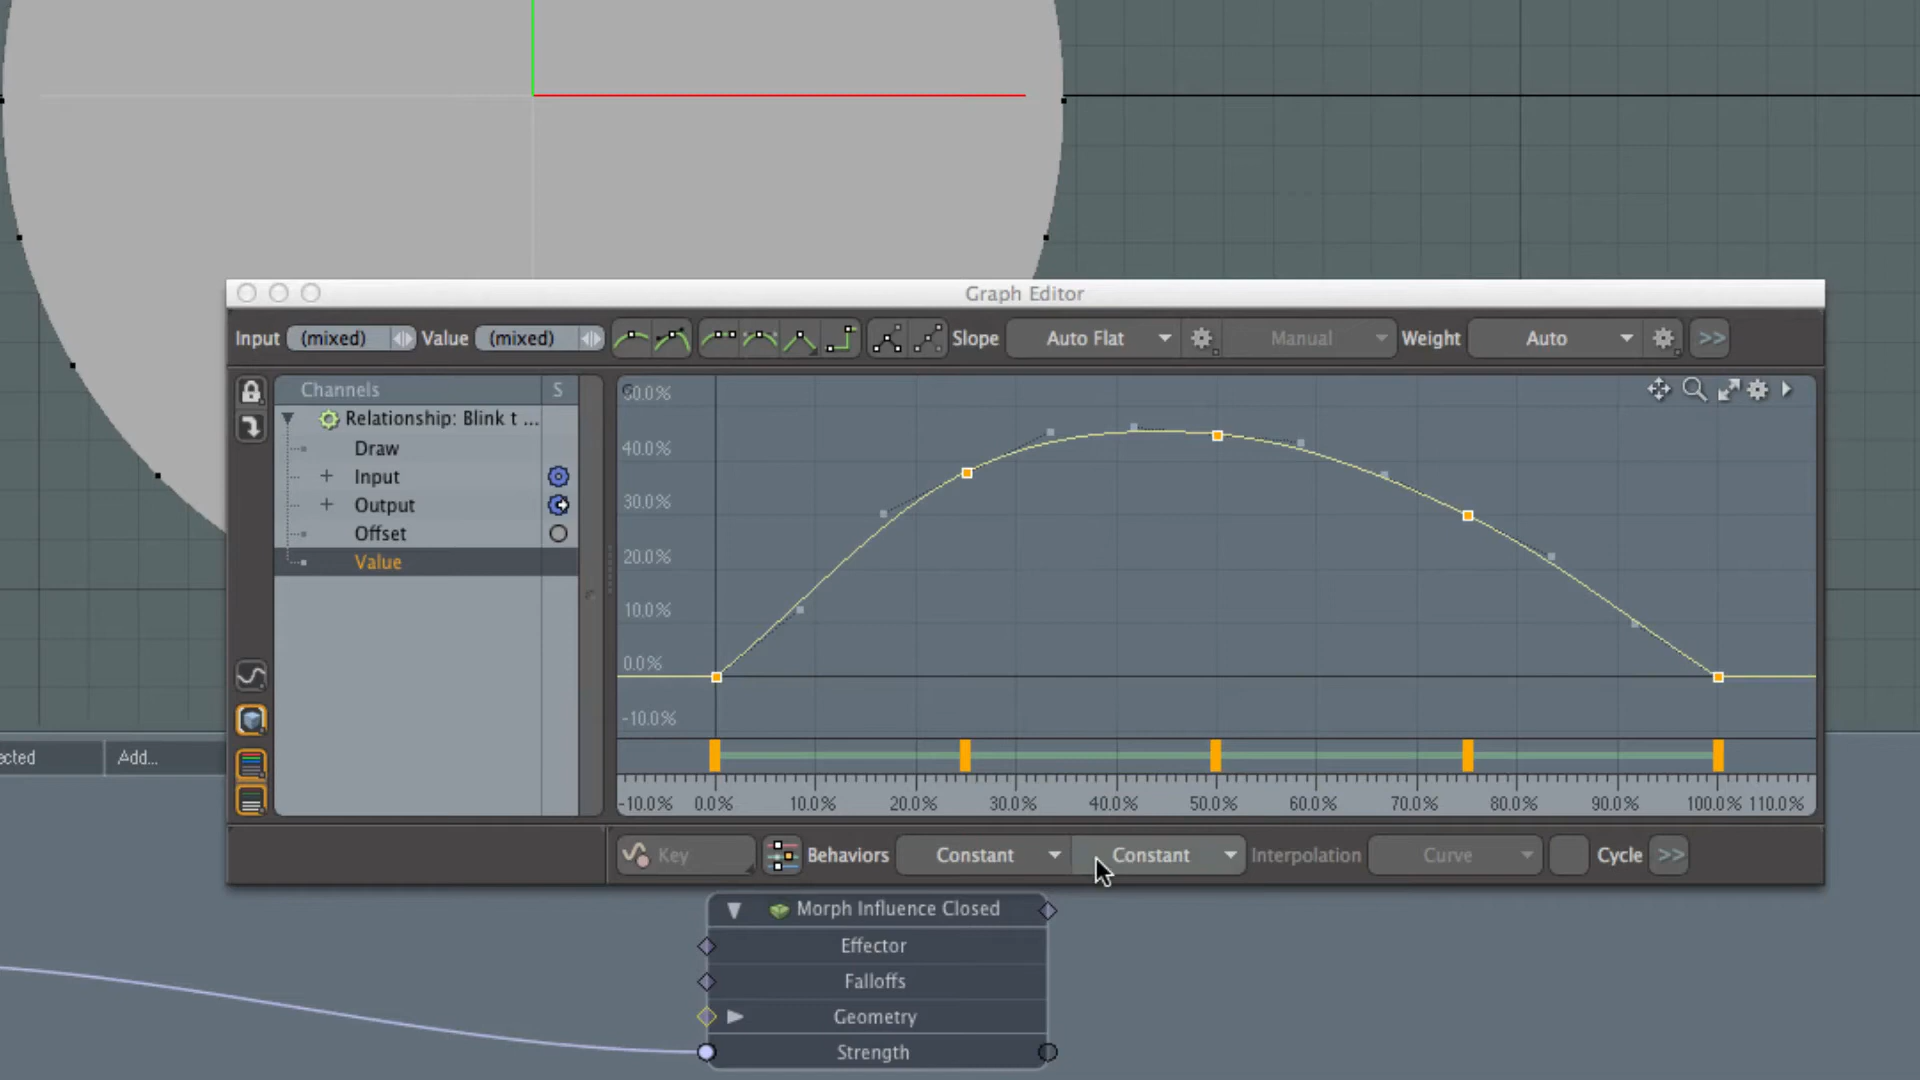 Graph Editor
Input (mixed) Value (mixed) Slope Auto Flat Manual Weight Auto >>
Channels S
Relationship: Blink t ...
Draw
Input
Output
Offset
Value
40.0%
30.0%
20.0%
10.0%
0.0%
-10.0%
-10.0% 0.0% 10.0% 20.0% 30.0% 40.0% 50.0% 60.0% 70.0% 80.0% 90.0% 100.0% 110.0%
ected Add...
Key Behaviors Constant Constant Interpolation Curve Cycle >>
Morph Influence Closed
Effector
Falloffs
Geometry
Strength